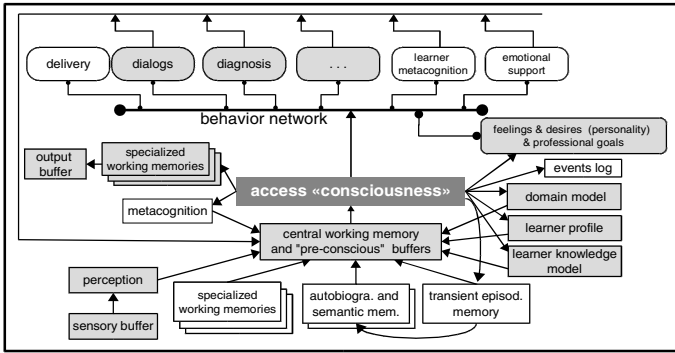 delivery
dialogs
diagnosis
. . .
learner
metacognition
emotional
support
behavior network
feelings & desires (personality)
& professional goals
output
buffer
specialized
working memories
access «consciousness»
events log
domain model
metacognition
central working memory
and "pre-conscious" buffers
learner profile
learner knowledge
model
perception
specialized
working memories
autobiogra. and
semantic mem.
transient episod.
memory
sensory buffer